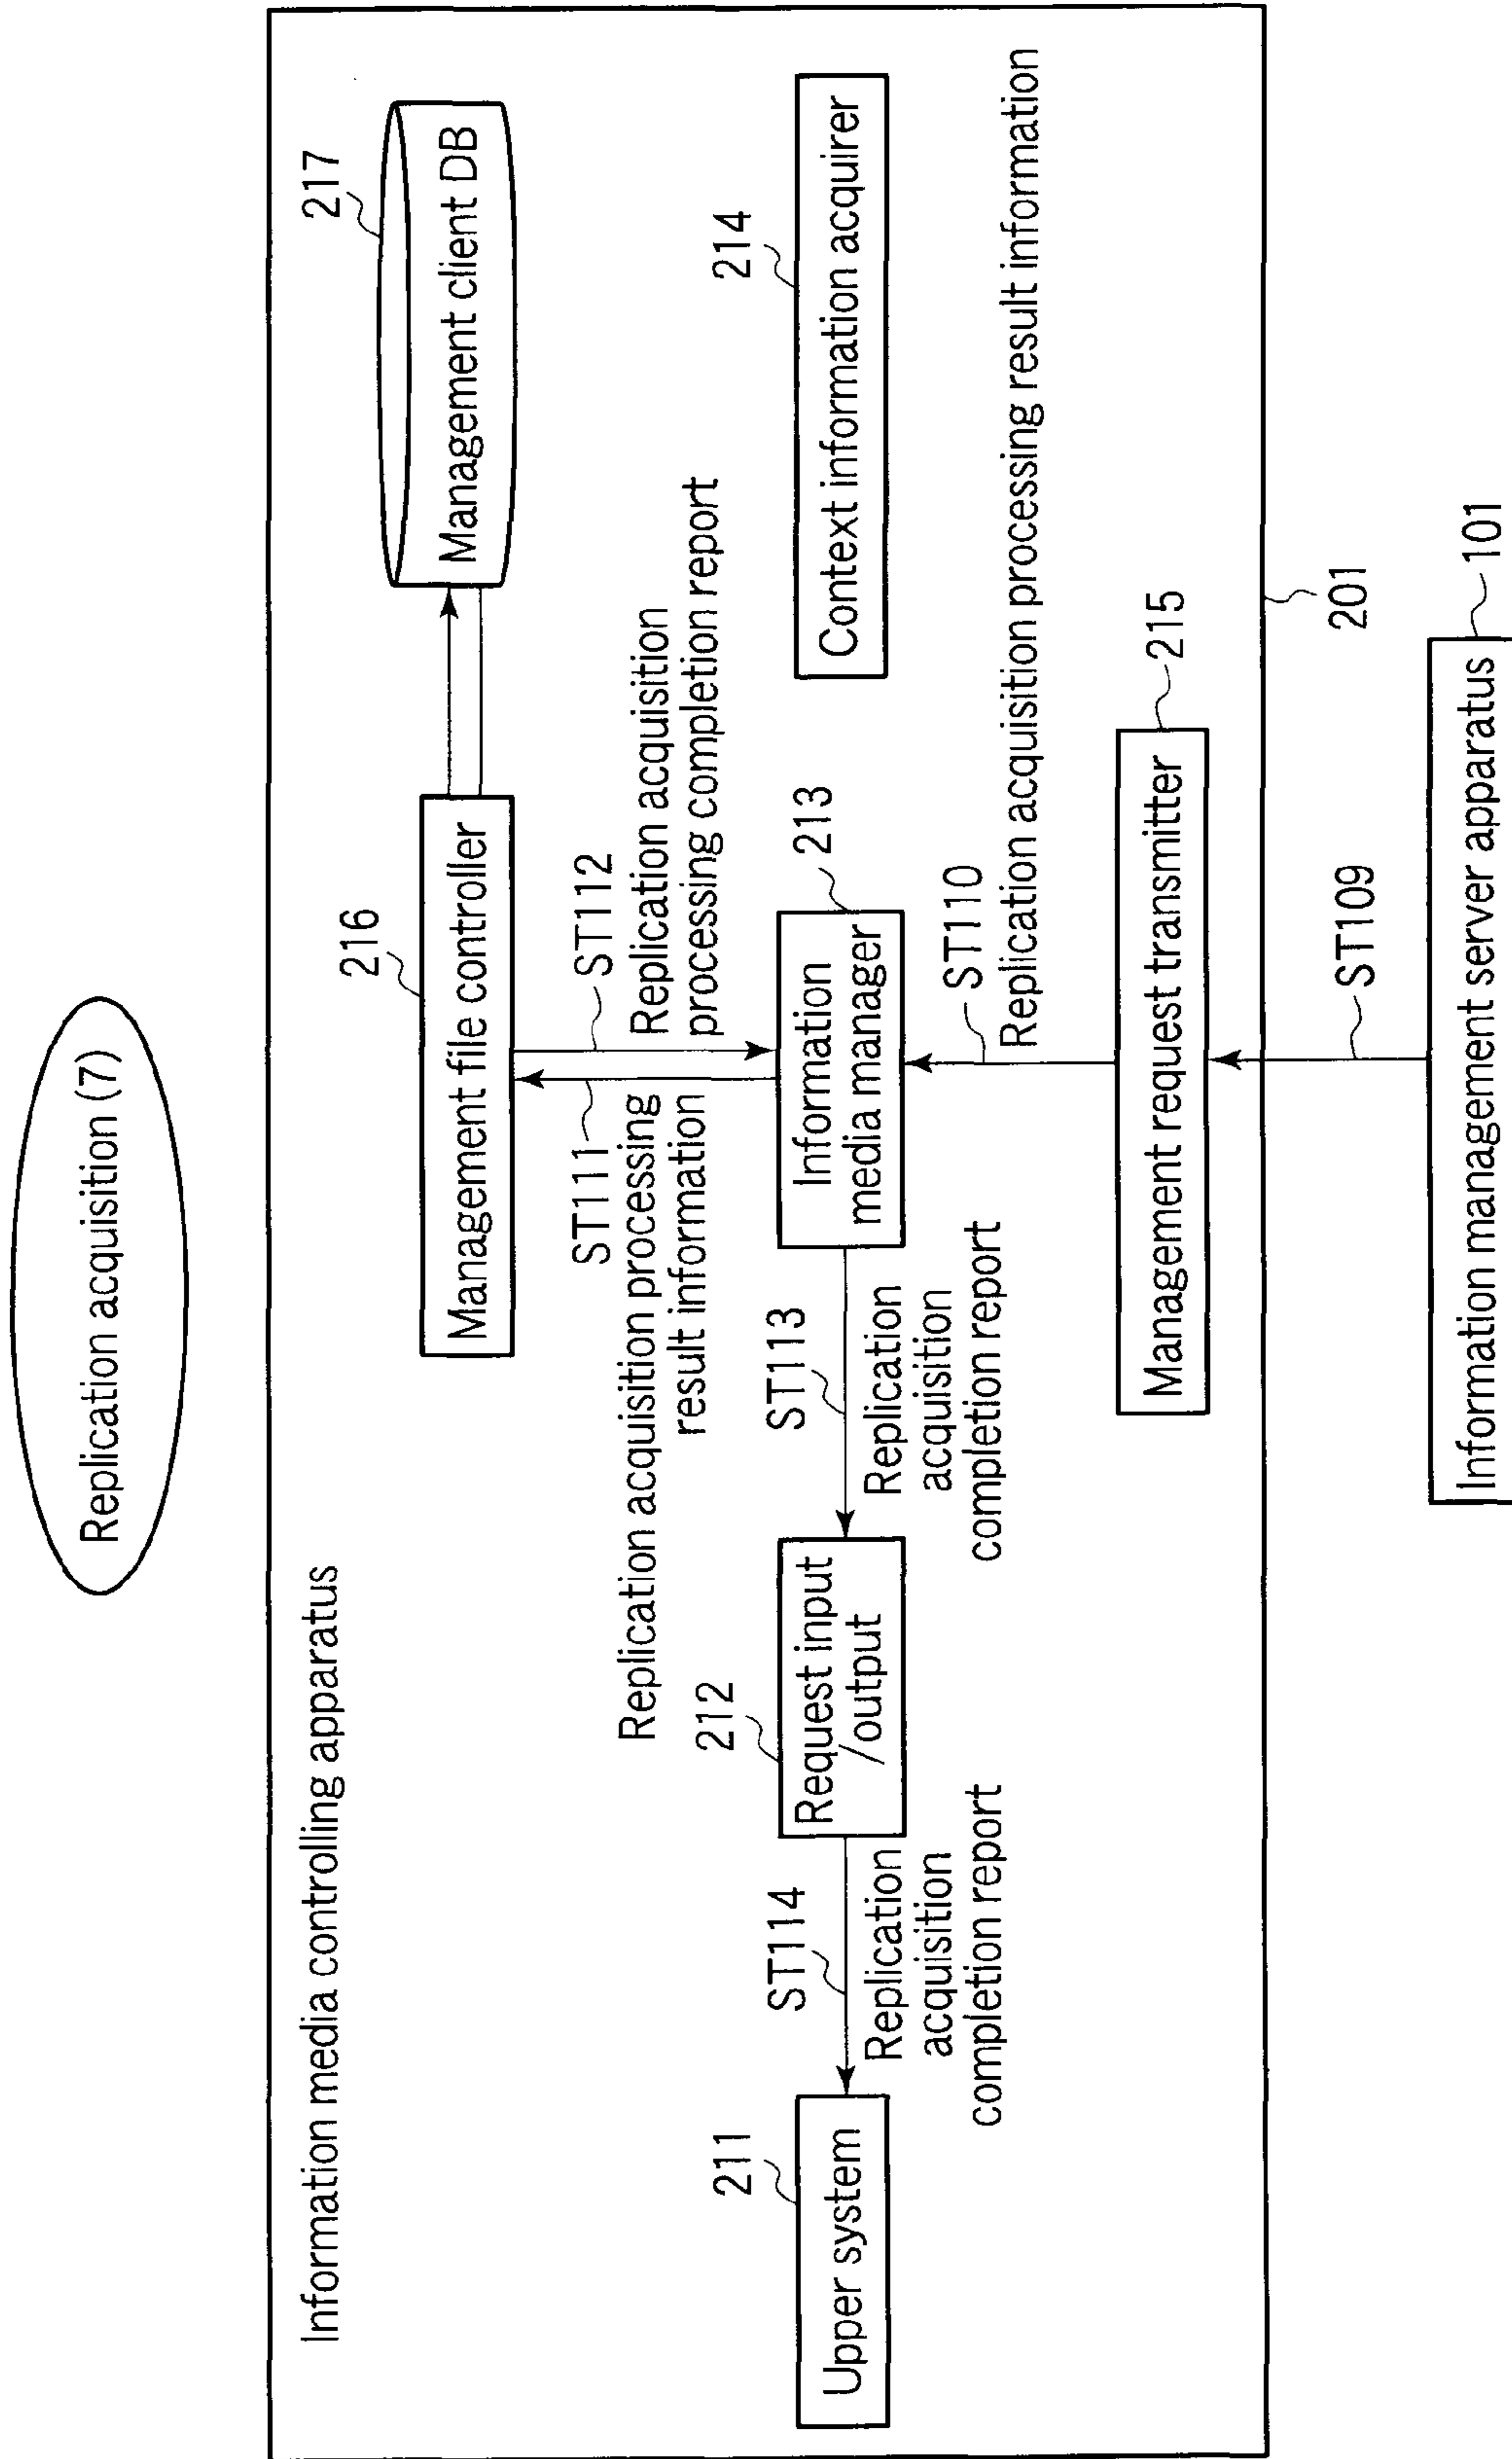 Replication acquisition (7)
Information media controlling apparatus
216
Management file controller
217
Management client DB
ST111
Replication acquisition processing
result information
ST112
Replication acquisition
processing completion report
211
Upper system
ST114
Replication
acquisition
completion report
212
Request input
/output
ST113
Replication
acquisition
completion report
Information
media manager
213
214
Context information acquirer
ST110
Replication acquisition processing result information
Management request transmitter
215
201
ST109
Information management server apparatus
101